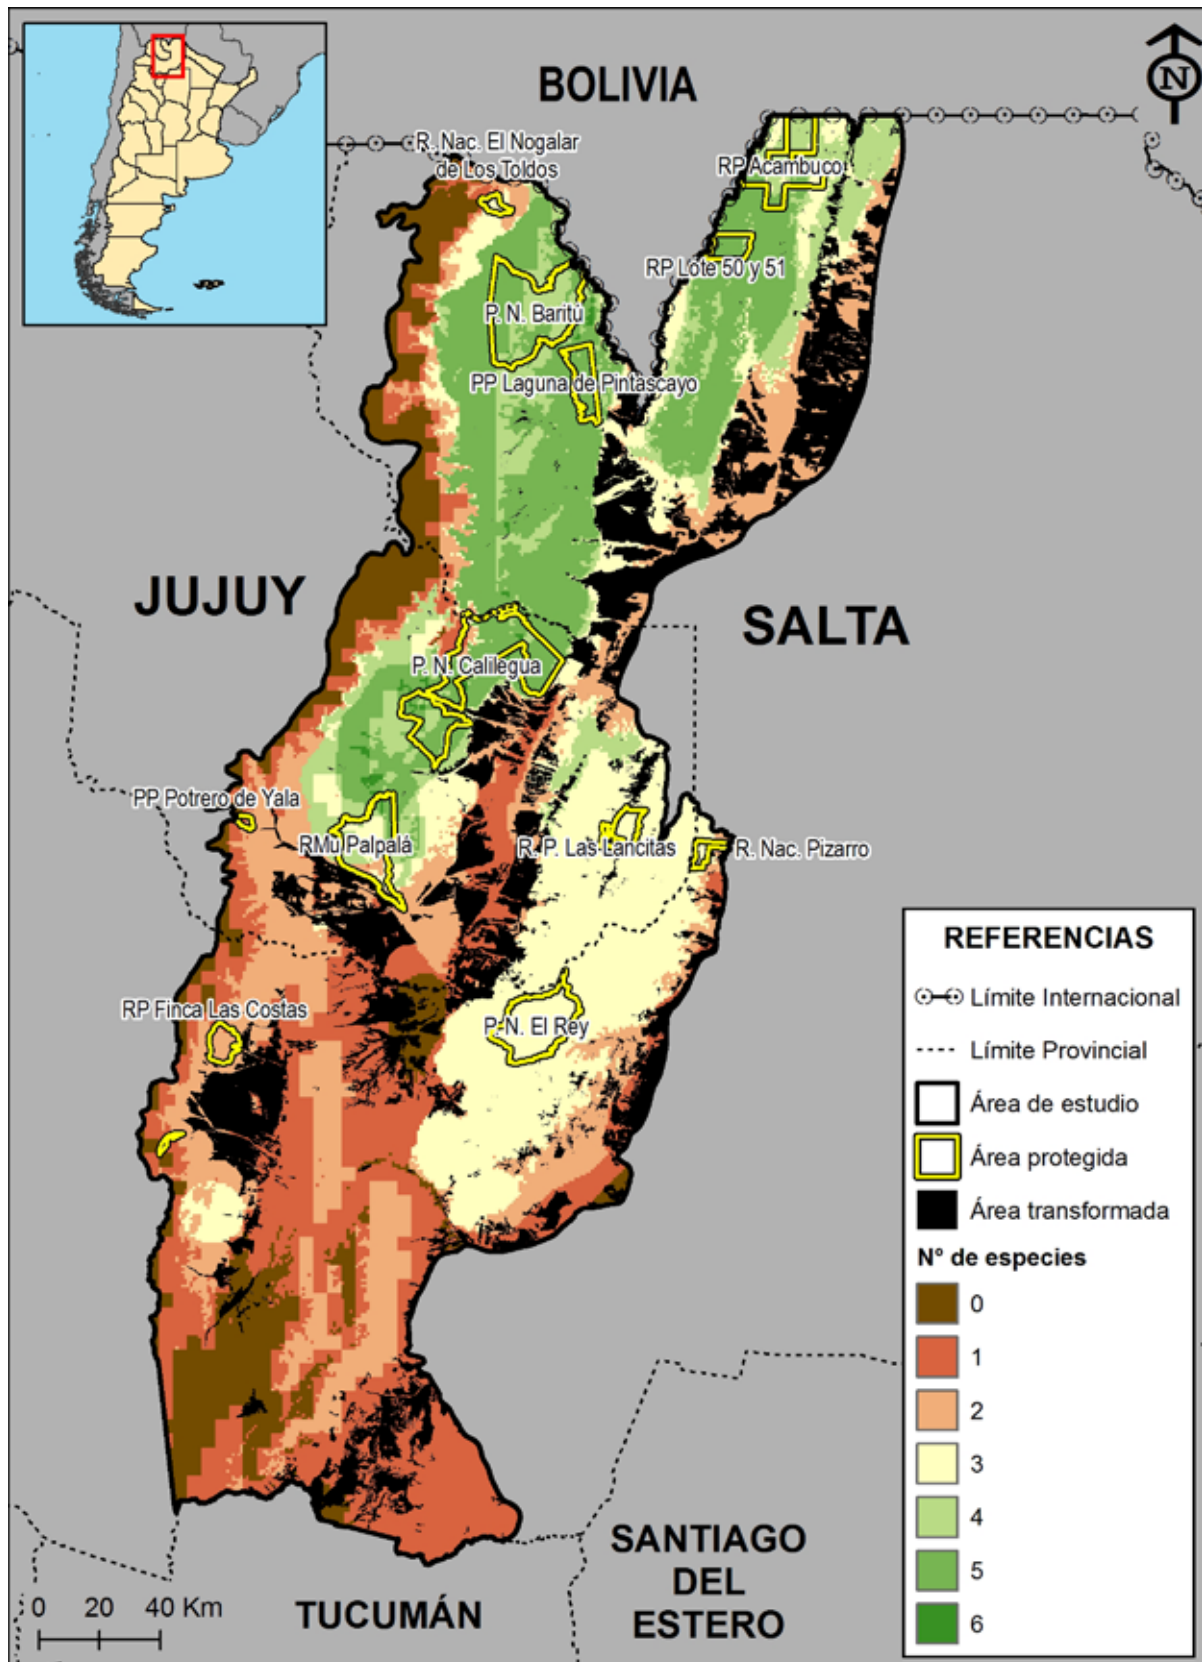 BOLIVIA
N
R. Nac. El Nogalar
de Los Toldos
RP Acambuco
RP Lote 50 y 51
P. N. Baritú
PP Laguna de Pintascayo
JUJUY
SALTA
P. N. Calilegua
PP Potrero de Yala
RMu Palpalá
R. P. Las Lancitas
R. Nac. Pizarro
RP Finca Las Costas
P. N. El Rey
REFERENCIAS
Límite Internacional
Límite Provincial
Área de estudio
Área protegida
Área transformada
N° de especies
0
1
2
3
4
5
6
SANTIAGO
DEL
ESTERO
TUCUMÁN
0 20 40 Km